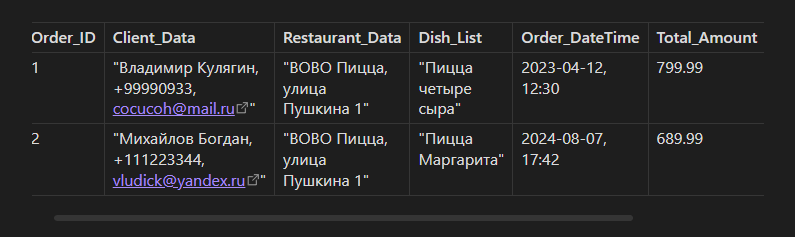 Order_ID Client_Data Restaurant_Data Dish_List Order_DateTime Total_Amount
1 "Владимир Кулягин, "ВОВО Пицца, "Пицца 2023-04-12, 799.99
+99990933, улица четыре 12:30
cocucoh@mail.ru" Пушкина 1" сыра"
2 "Михайлов Богдан, "ВОВО Пицца, "Пицца 2024-08-07, 689.99
+111223344, улица Маргарита" 17:42
vludick@yandex.ru" Пушкина 1"